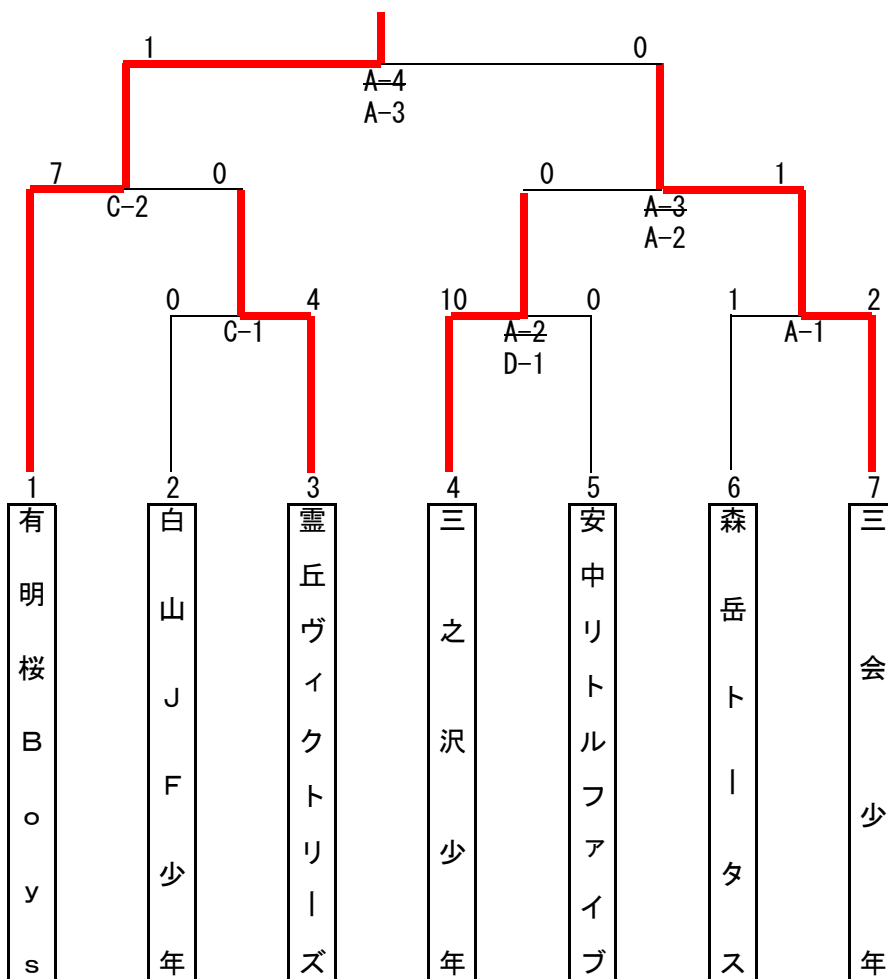 1 0
A-4
A-3
7 0 0 1
C-2 A-3
A-2
0 4 10 0 1 2
C-1 A-2 A-1
D-1
1 2 3 4 5 6 7
有明桜Boys
白山JF少年
霊丘ヴィクトリーズ
三之沢少年
安中リトルファイブ
森岳トータス
三会少年